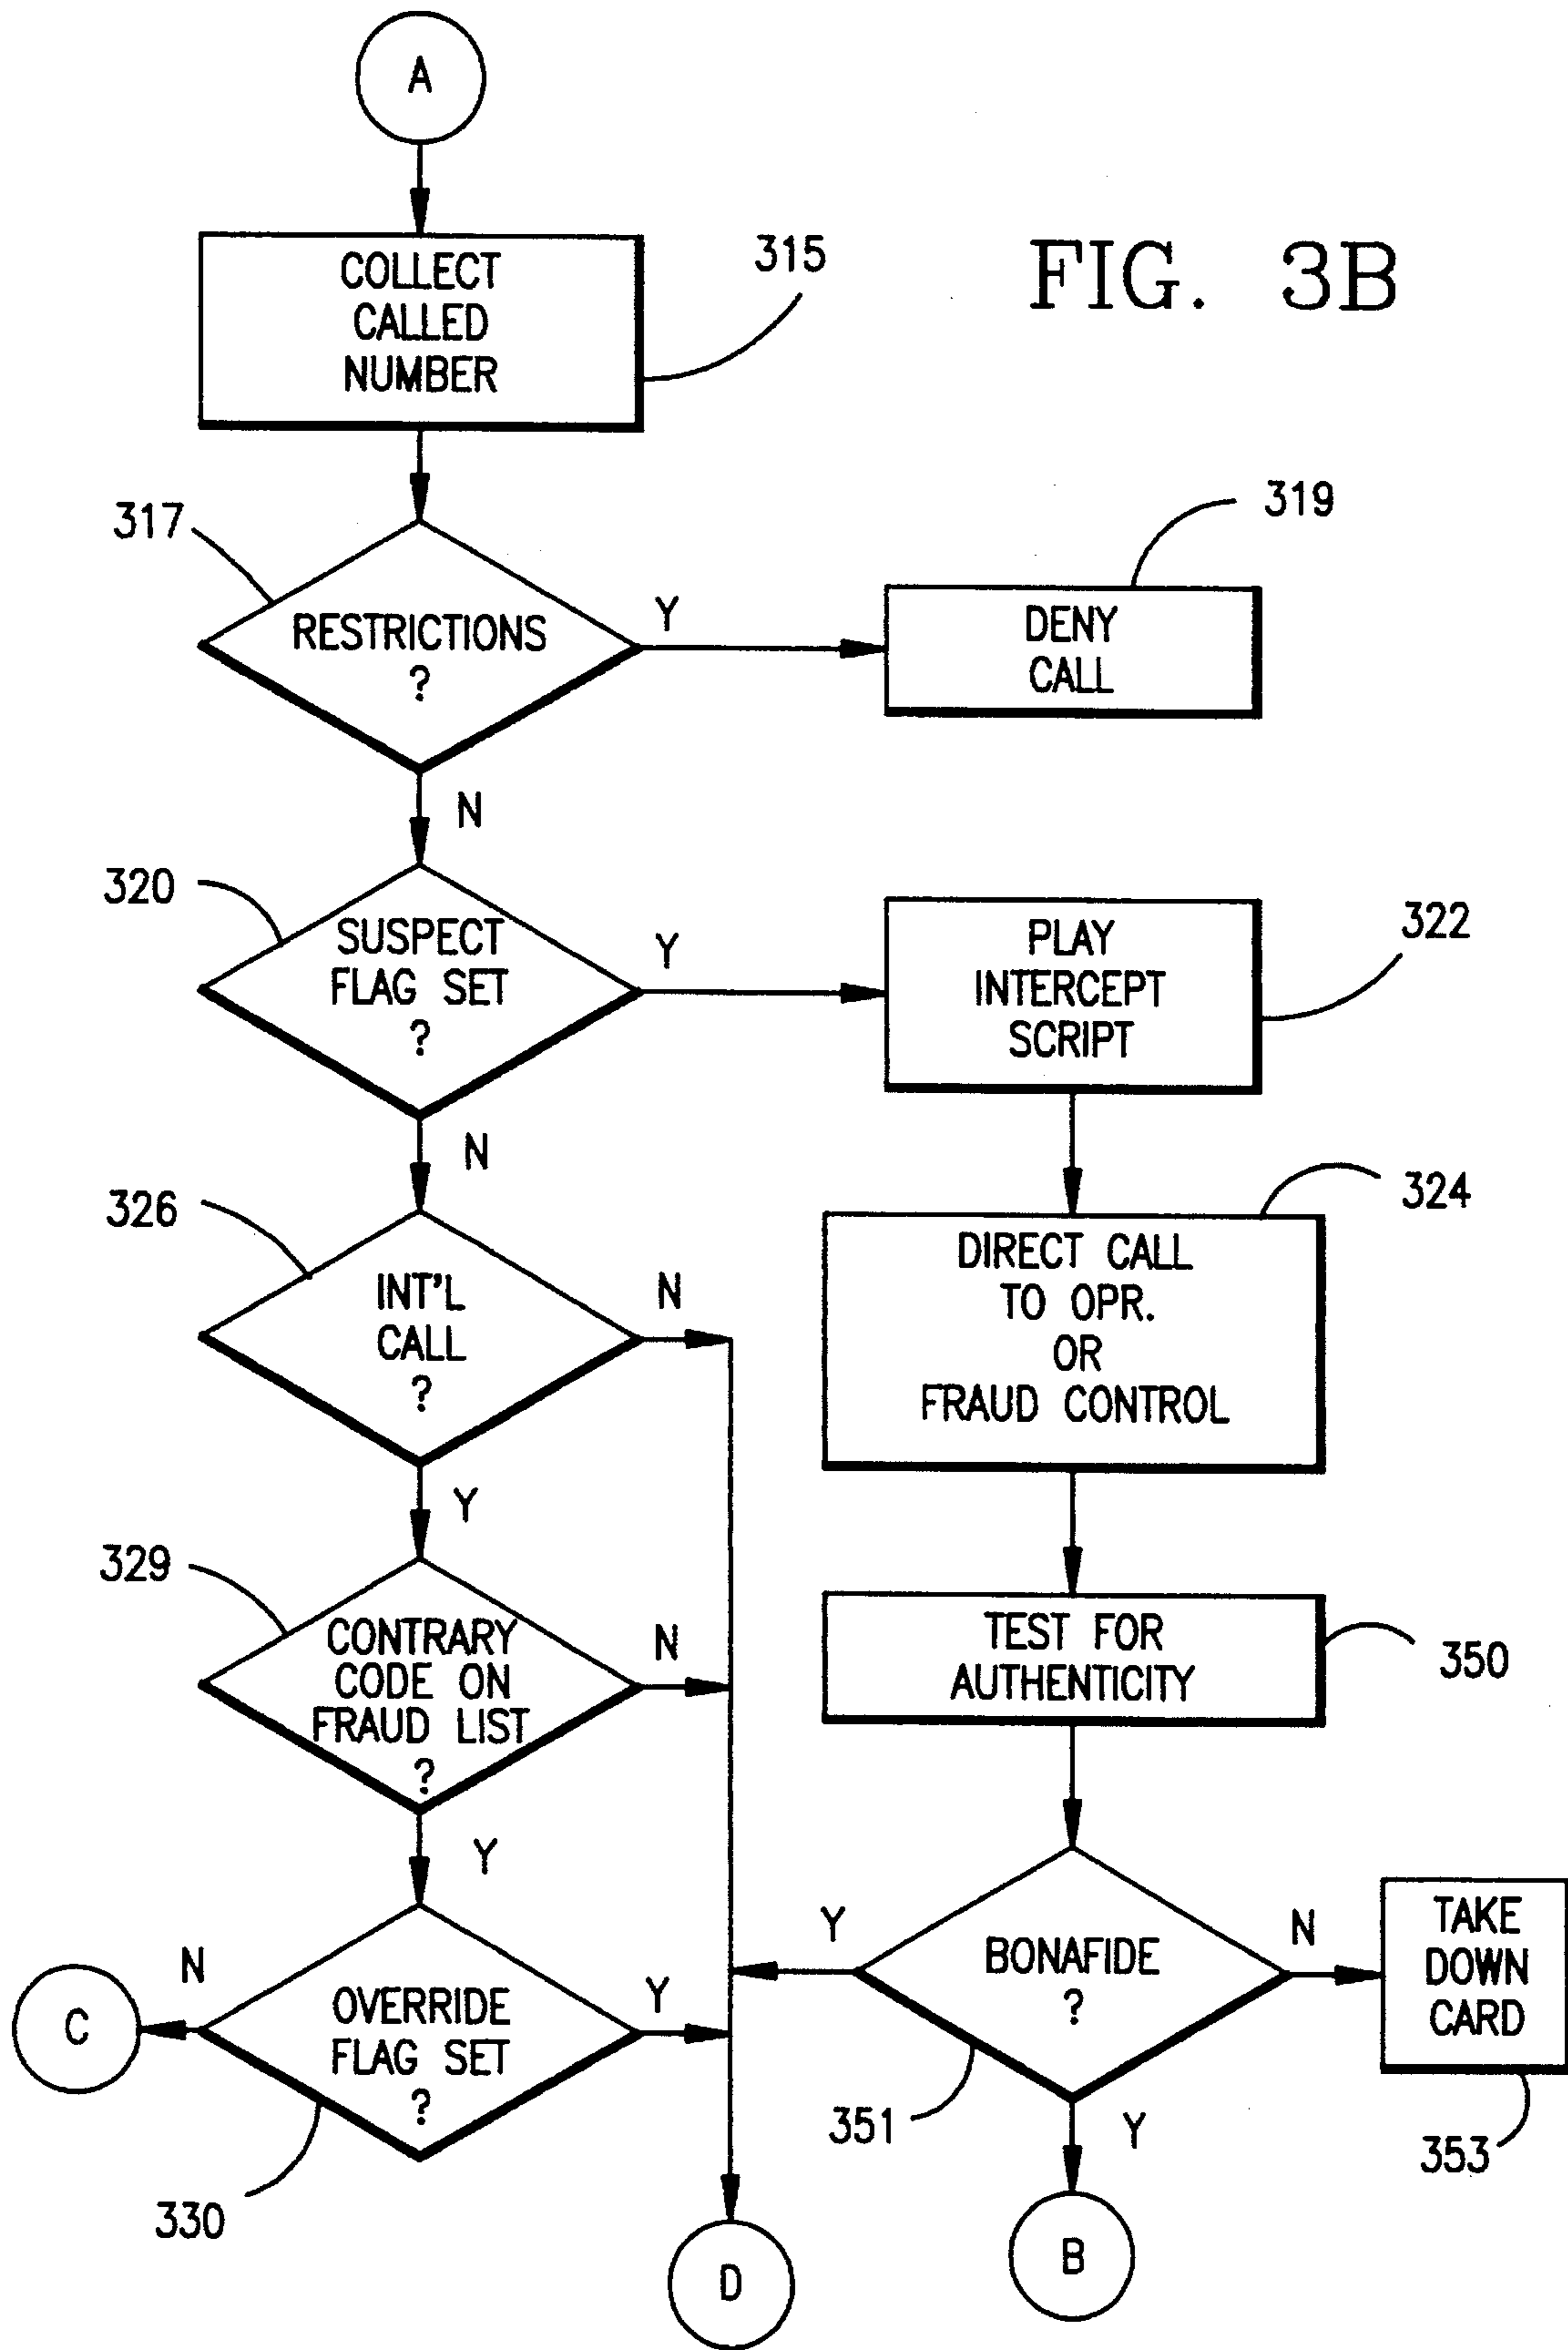 A
COLLECT
CALLED
NUMBER
315
FIG. 3B
317
RESTRICTIONS
?
Y
N
319
DENY
CALL
320
SUSPECT
FLAG SET
?
Y
N
PLAY
INTERCEPT
SCRIPT
322
326
INT'L
CALL
?
N
Y
324
DIRECT CALL
TO OPR.
OR
FRAUD CONTROL
329
CONTRARY
CODE ON
FRAUD LIST
?
N
Y
TEST FOR
AUTHENTICITY
350
N
C
OVERRIDE
FLAG SET
?
Y
330
D
Y
BONAFIDE
?
N
351
Y
B
TAKE
DOWN
CARD
353